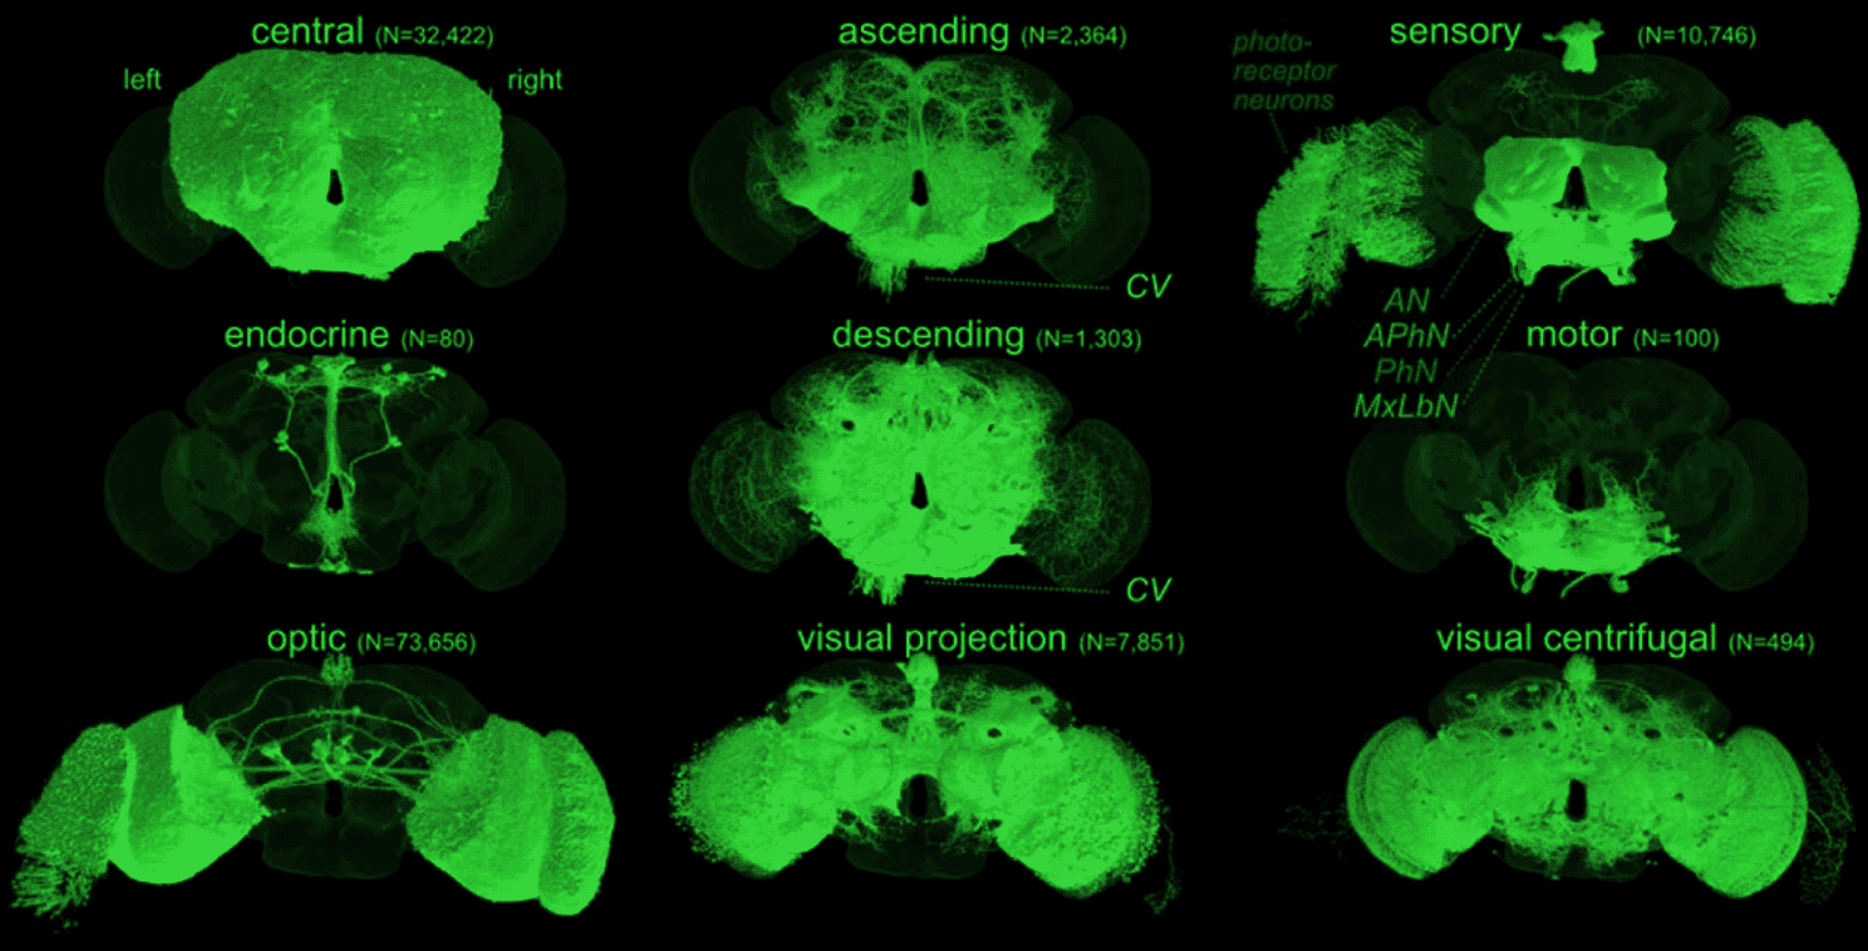 central (N=32,422)
left
right
ascending (N=2,364)
CV
sensory (N=10,746)
photo-
receptor
neurons
AN
APhN
PhN
MxLbN
endocrine (N=80)
descending (N=1,303)
CV
motor (N=100)
optic (N=73,656)
visual projection (N=7,851)
visual centrifugal (N=494)